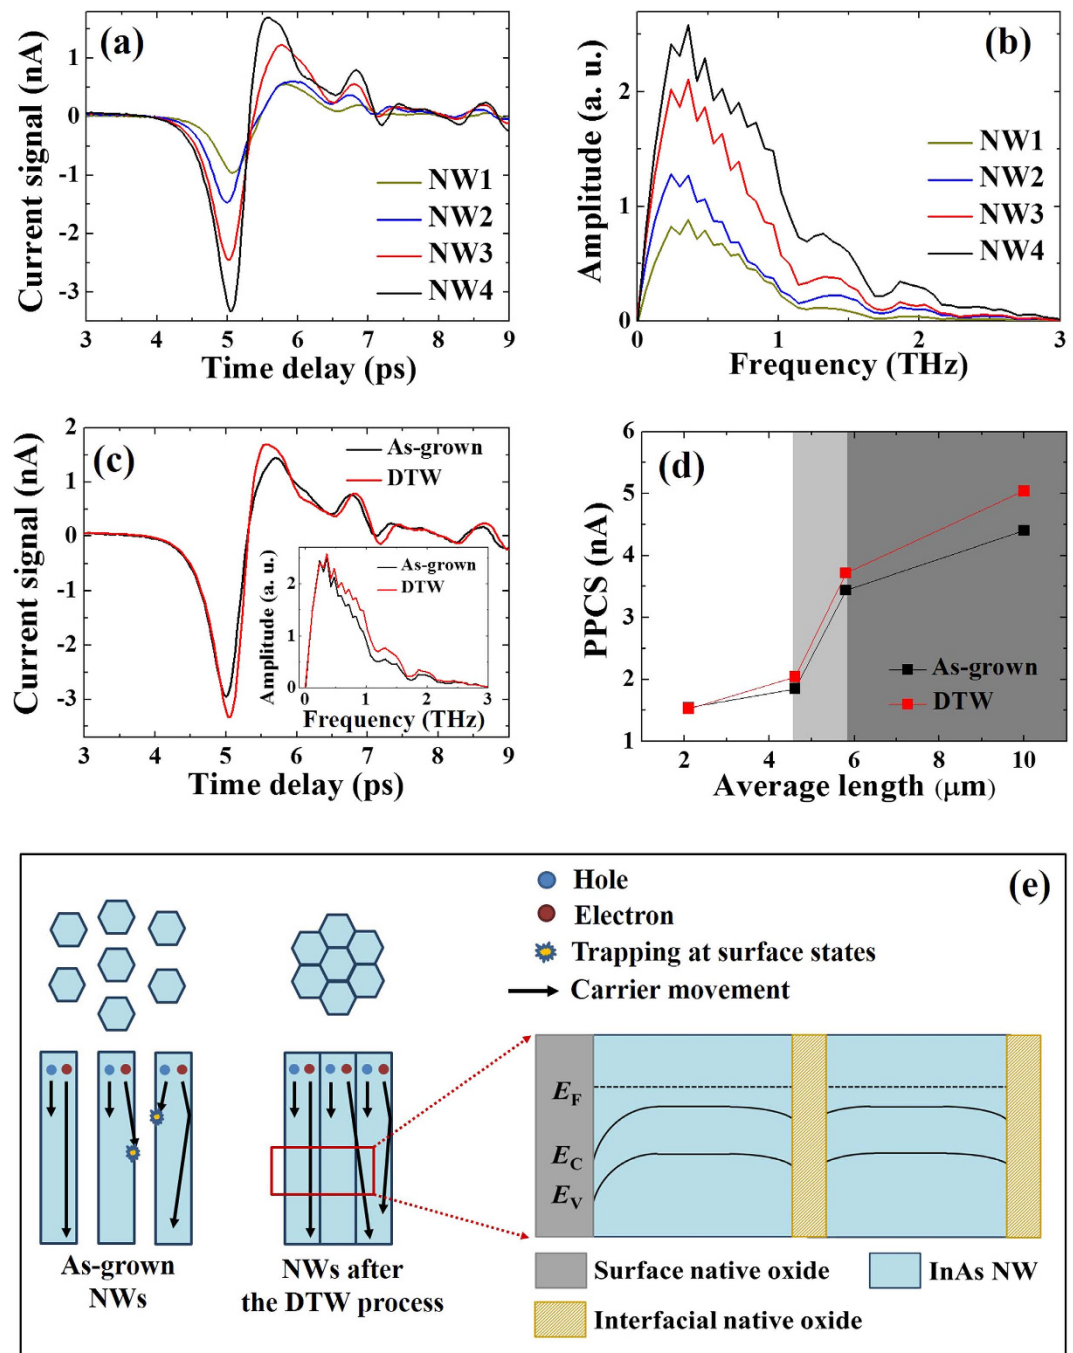 (a)
Current signal (nA)
1
0
-1
-2
-3
NW1
NW2
NW3
NW4
3 4 5 6 7 8 9
Time delay (ps)
(b)
Amplitude (a. u.)
2
1
0
NW1
NW2
NW3
NW4
0 1 2 3
Frequency (THz)
(c)
Current signal (nA)
2
1
0
-1
-2
-3
As-grown
DTW
3 4 5 6 7 8 9
Time delay (ps)
Amplitude (a. u.)
2
1
0
As-grown
DTW
0 1 2 3
Frequency (THz)
(d)
PPCS (nA)
6
5
4
3
2
1
As-grown
DTW
2 4 6 8 10
Average length (μm)
(e)
Hole
Electron
Trapping at surface states
Carrier movement
As-grown
NWs
NWs after
the DTW process
EF
EC
EV
Surface native oxide
InAs NW
Interfacial native oxide